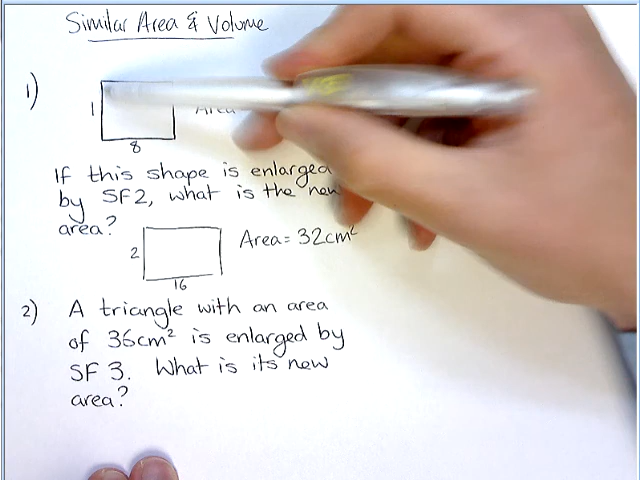 Similar Area & Volume
1)
1
Area
8
If this shape is enlarged
by SF2, what is the new
area?
2
Area = 32cm²
16
2) A triangle with an area
of 36cm² is enlarged by
SF 3. What is its new
area?